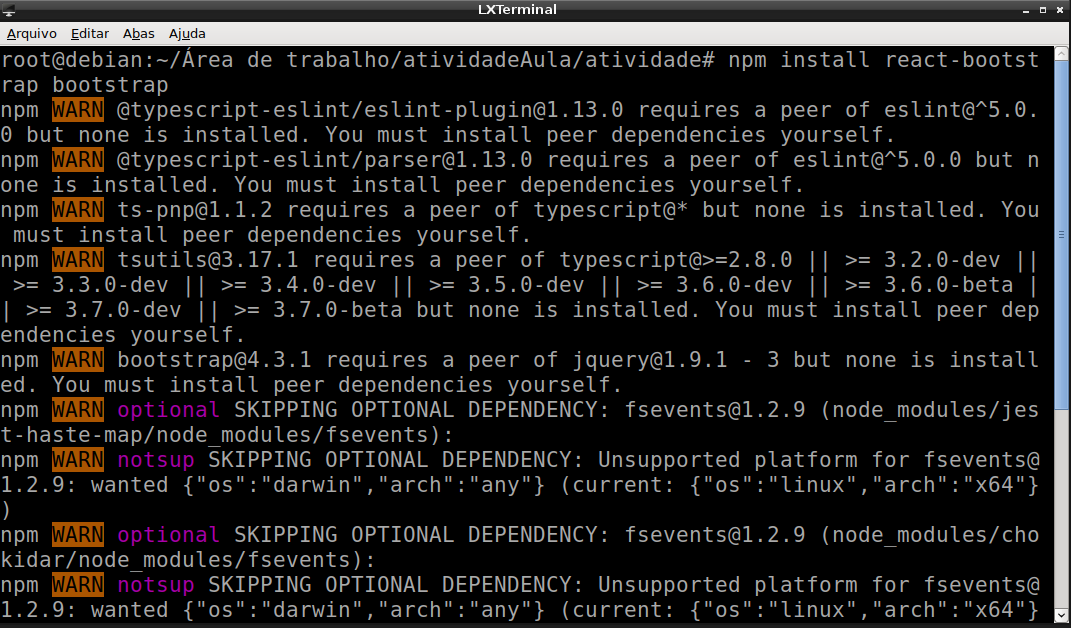 LXTerminal
Arquivo Editar Abas Ajuda
root@debian:~/Área de trabalho/atividadeAula/atividade# npm install react-bootst
rap bootstrap
npm WARN @typescript-eslint/eslint-plugin@1.13.0 requires a peer of eslint@^5.0.
0 but none is installed. You must install peer dependencies yourself.
npm WARN @typescript-eslint/parser@1.13.0 requires a peer of eslint@^5.0.0 but n
one is installed. You must install peer dependencies yourself.
npm WARN ts-pnp@1.1.2 requires a peer of typescript@* but none is installed. You
 must install peer dependencies yourself.
npm WARN tsutils@3.17.1 requires a peer of typescript@>=2.8.0 || >= 3.2.0-dev ||
 >= 3.3.0-dev || >= 3.4.0-dev || >= 3.5.0-dev || >= 3.6.0-dev || >= 3.6.0-beta |
| >= 3.7.0-dev || >= 3.7.0-beta but none is installed. You must install peer dep
endencies yourself.
npm WARN bootstrap@4.3.1 requires a peer of jquery@1.9.1 - 3 but none is install
ed. You must install peer dependencies yourself.
npm WARN optional SKIPPING OPTIONAL DEPENDENCY: fsevents@1.2.9 (node_modules/jes
t-haste-map/node_modules/fsevents):
npm WARN notsup SKIPPING OPTIONAL DEPENDENCY: Unsupported platform for fsevents@
1.2.9: wanted {"os":"darwin","arch":"any"} (current: {"os":"linux","arch":"x64"}
)
npm WARN optional SKIPPING OPTIONAL DEPENDENCY: fsevents@1.2.9 (node_modules/cho
kidar/node_modules/fsevents):
npm WARN notsup SKIPPING OPTIONAL DEPENDENCY: Unsupported platform for fsevents@
1.2.9: wanted {"os":"darwin","arch":"any"} (current: {"os":"linux","arch":"x64"}